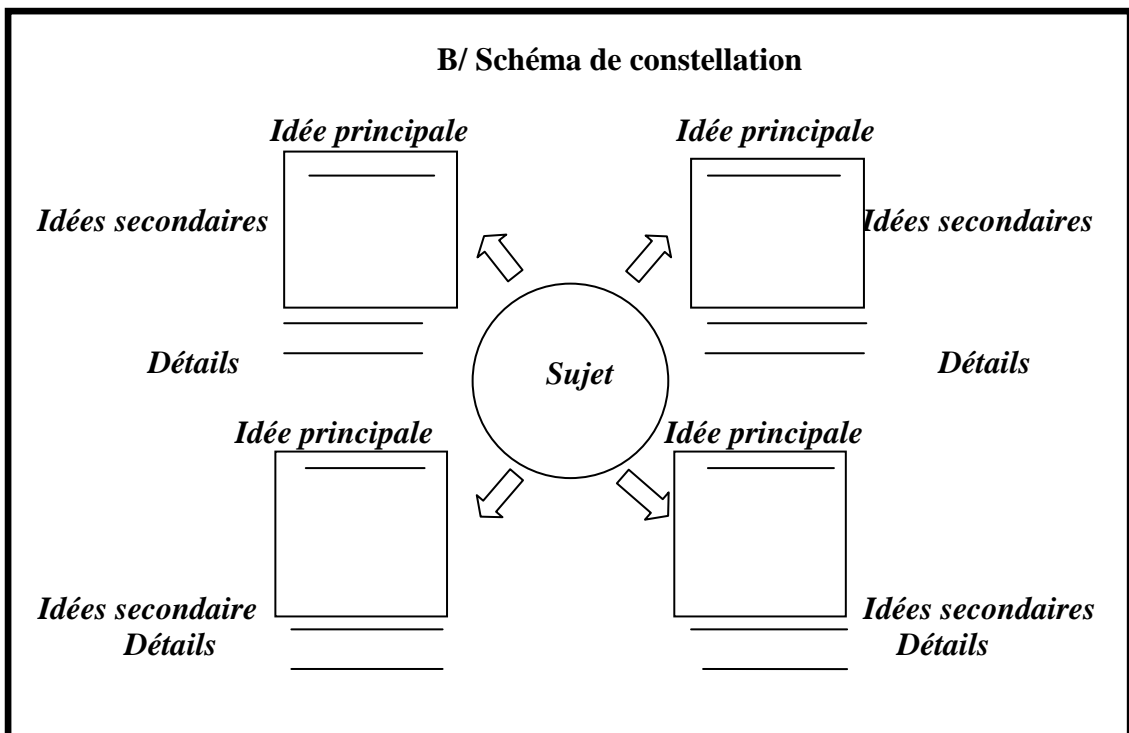 B/ Schéma de constellation
Idée principale
Idée principale
Idées secondaires
Idées secondaires
Détails
Sujet
Détails
Idée principale
Idée principale
Idées secondaire
Idées secondaires
Détails
Détails